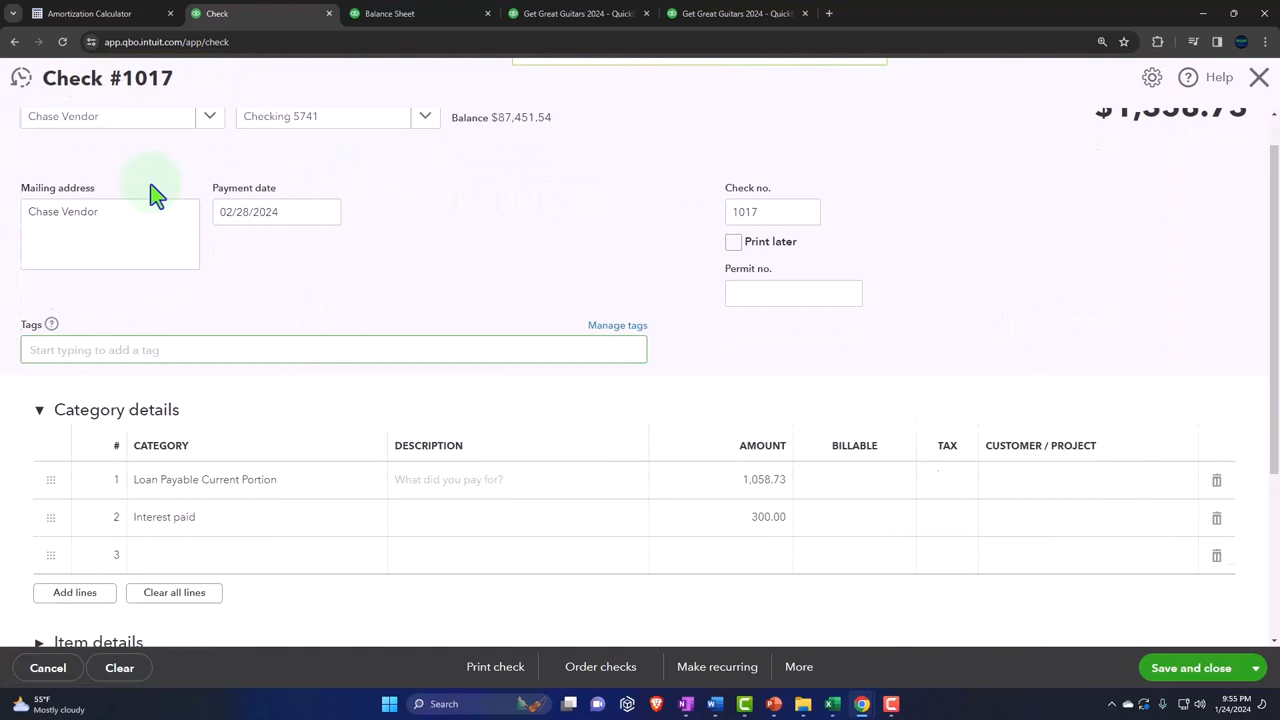 Amortization Calculator
Check
Balance Sheet
Get Great Guitars 2024 - Quick
Get Great Guitars 2024 - Quick
app.qbo.intuit.com/app/check
Check #1017
Help
Chase Vendor
Checking 5741
Balance $87,451.54
$1,358.73
Mailing address
Payment date
Check no.
Chase Vendor
02/28/2024
1017
Print later
Permit no.
Tags
Manage tags
Start typing to add a tag
Category details
# CATEGORY DESCRIPTION AMOUNT BILLABLE TAX CUSTOMER / PROJECT
1 Loan Payable Current Portion What did you pay for? 1,058.73
2 Interest paid 300.00
3
Add lines
Clear all lines
Item details
Cancel
Clear
Print check
Order checks
Make recurring
More
Save and close
55°F
Mostly cloudy
Search
9:55 PM
1/24/2024